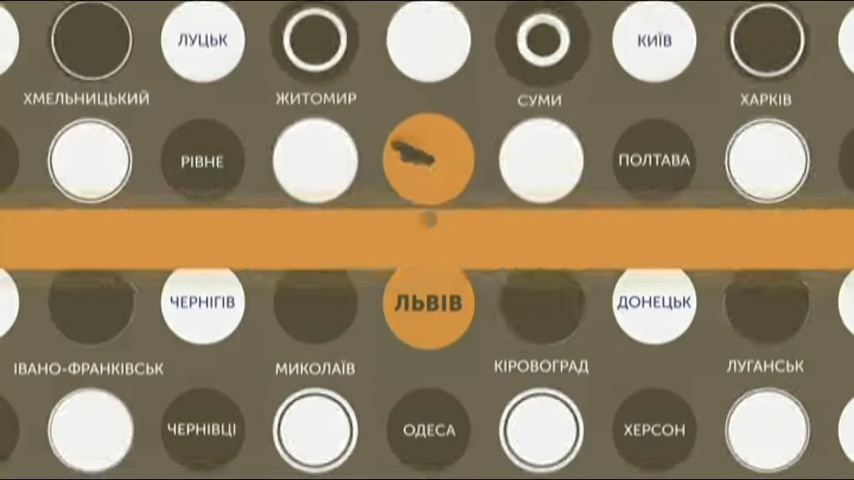 ЛУЦЬК
КИЇВ
ХМЕЛЬНИЦЬКИЙ
ЖИТОМИР
СУМИ
ХАРКІВ
РІВНЕ
ПОЛТАВА
ЧЕРНІГІВ
ЛЬВІВ
ДОНЕЦЬК
ІВАНО-ФРАНКІВСЬК
МИКОЛАЇВ
КІРОВОГРАД
ЛУГАНСЬК
ЧЕРНІВЦІ
ОДЕСА
ХЕРСОН